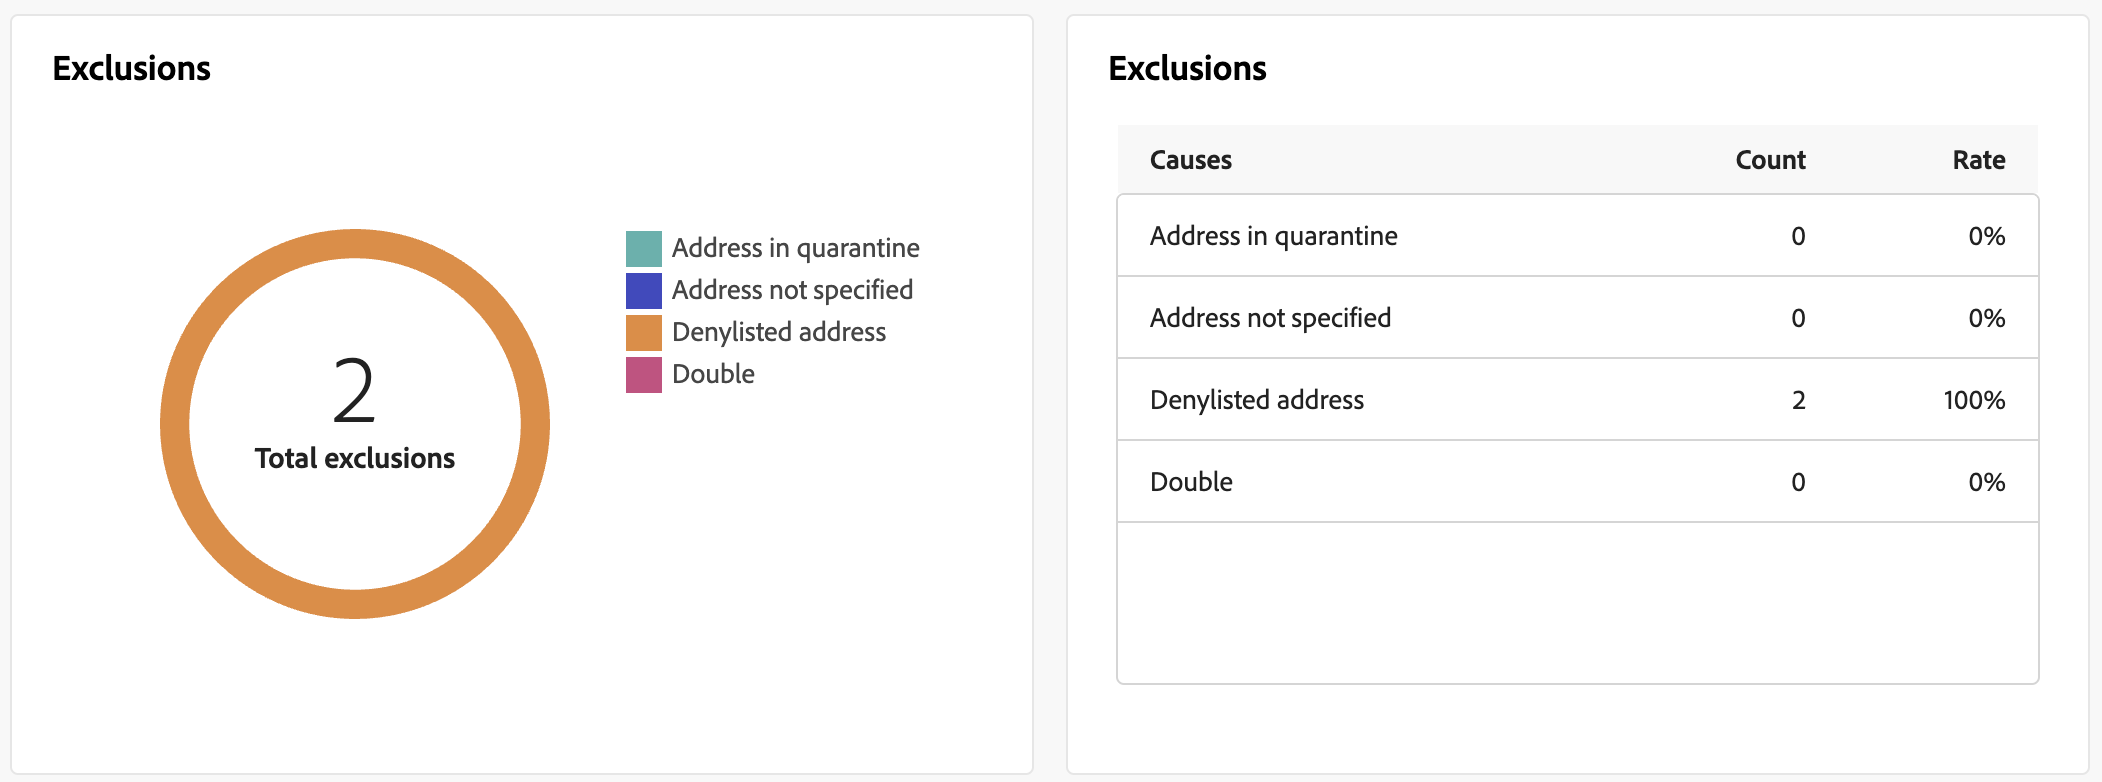 Exclusions
2
Total exclusions
Address in quarantine
Address not specified
Denylisted address
Double
Exclusions
Causes Count Rate
Address in quarantine 0 0%
Address not specified 0 0%
Denylisted address 2 100%
Double 0 0%